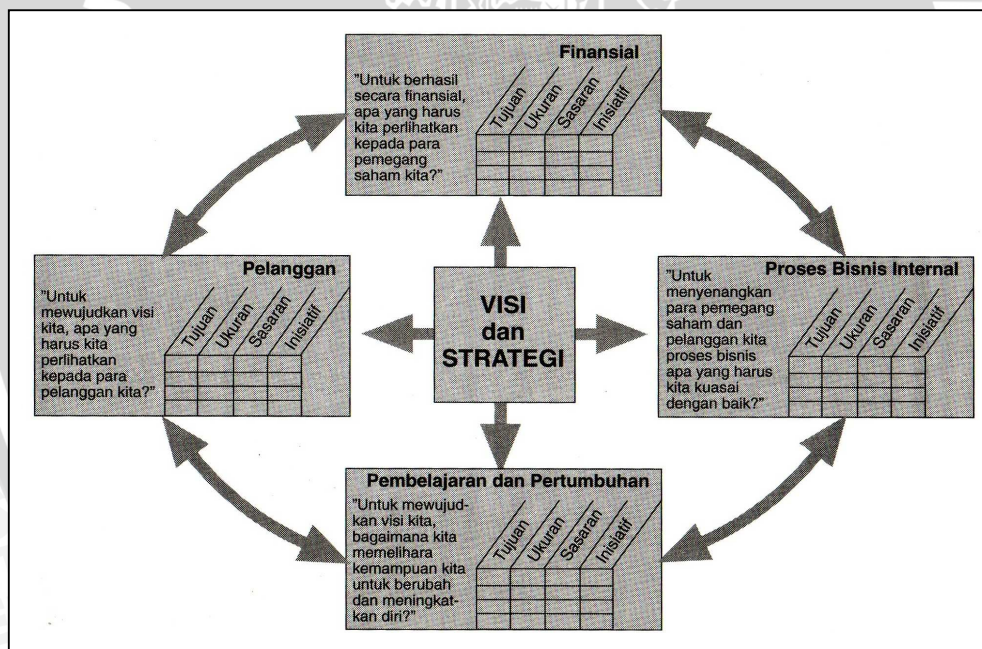 Finansial
"Untuk berhasil
secara finansial,
apa yang harus
kita perlihatkan
kepada para
pemegang
saham kita?"
Tujuan
Ukuran
Sasaran
Inisiatif
Pelanggan
"Untuk
mewujudkan visi
kita, apa yang
harus kita
perlihatkan
kepada para
pelanggan kita?"
Tujuan
Ukuran
Sasaran
Inisiatif
VISI
dan
STRATEGI
Proses Bisnis Internal
"Untuk
menyenangkan
para pemegang
saham dan
pelanggan kita
proses bisnis
apa yang harus
kita kuasai
dengan baik?"
Tujuan
Ukuran
Sasaran
Inisiatif
Pembelajaran dan Pertumbuhan
"Untuk mewujud-
kan visi kita,
bagaimana kita
memelihara
kemampuan kita
untuk berubah
dan meningkat-
kan diri?"
Tujuan
Ukuran
Sasaran
Inisiatif